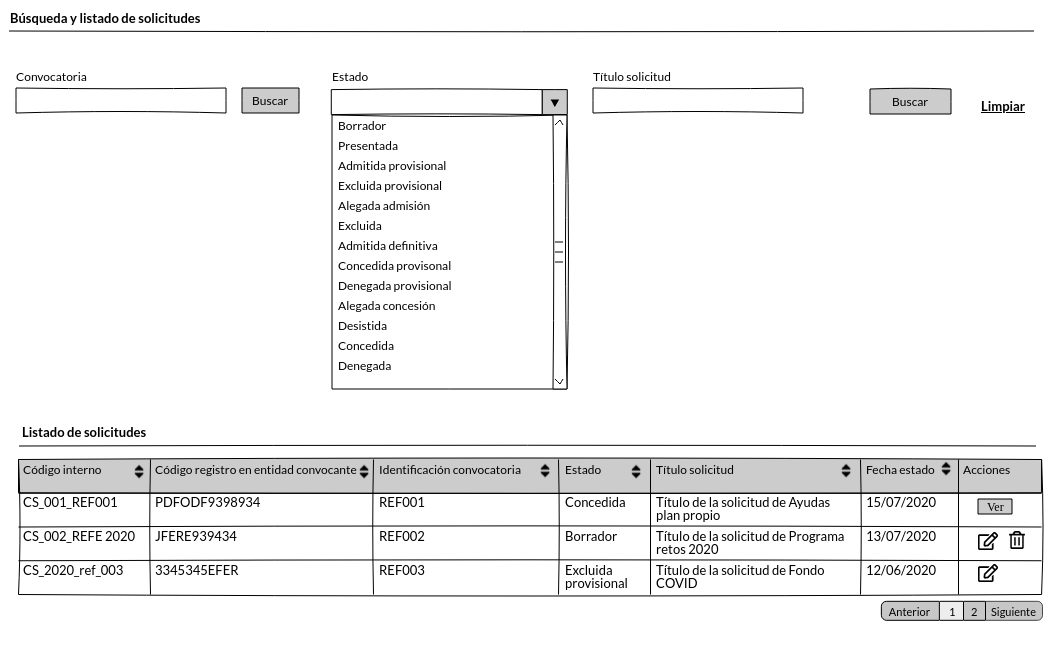 Búsqueda y listado de solicitudes
Convocatoria
Estado
Título solicitud
Buscar
Buscar
Limpiar
Borrador
Presentada
Admitida provisional
Excluida provisional
Alegada admisión
Excluida
Admitida definitiva
Concedida provisonal
Denegada provisional
Alegada concesión
Desistida
Concedida
Denegada
Listado de solicitudes
Código interno Código registro en entidad convocante Identificación convocatoria Estado Título solicitud Fecha estado Acciones
CS_001_REF001 PDFODF9398934 REF001 Concedida Título de la solicitud de Ayudas 15/07/2020 Ver
plan propio
CS_002_REFE 2020 JFERE939434 REF002 Borrador Título de la solicitud de Programa 13/07/2020
retos 2020
CS_2020_ref_003 3345345EFER REF003 Excluida Título de la solicitud de Fondo 12/06/2020
provisional COVID
Anterior 1 2 Siguiente